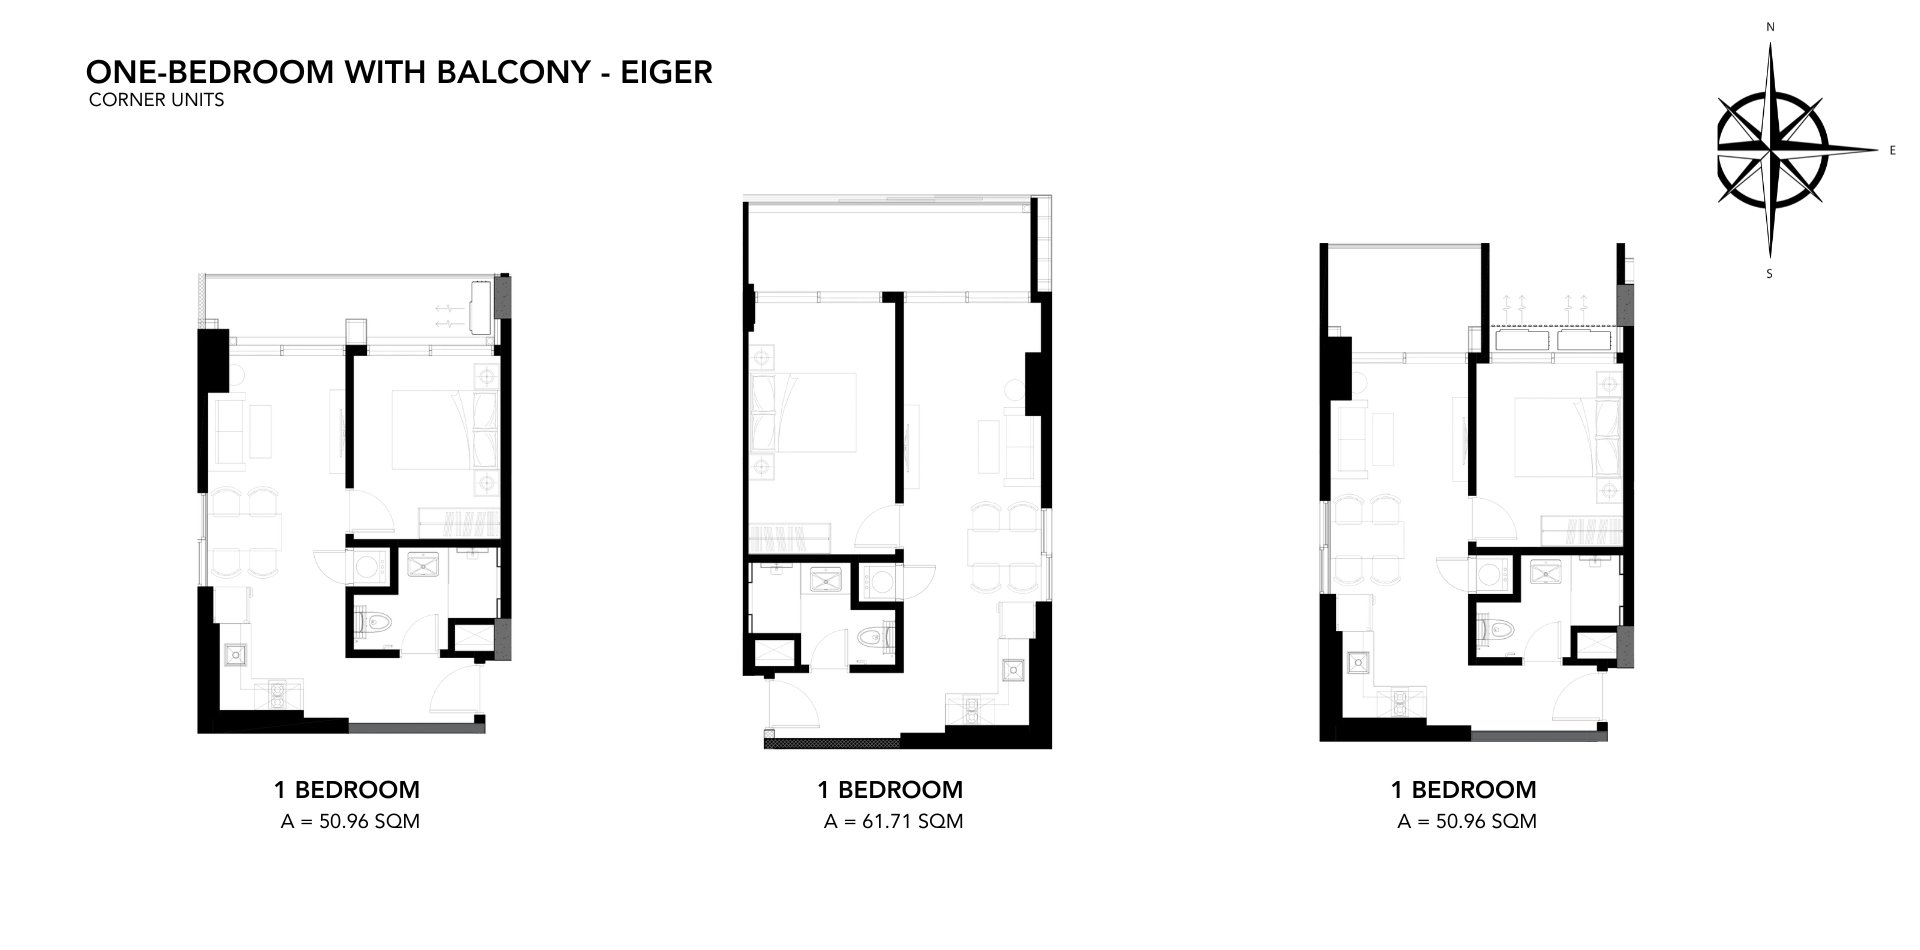 ONE-BEDROOM WITH BALCONY - EIGER
CORNER UNITS
N
E
S
1 BEDROOM
A = 50.96 SQM
1 BEDROOM
A = 61.71 SQM
1 BEDROOM
A = 50.96 SQM